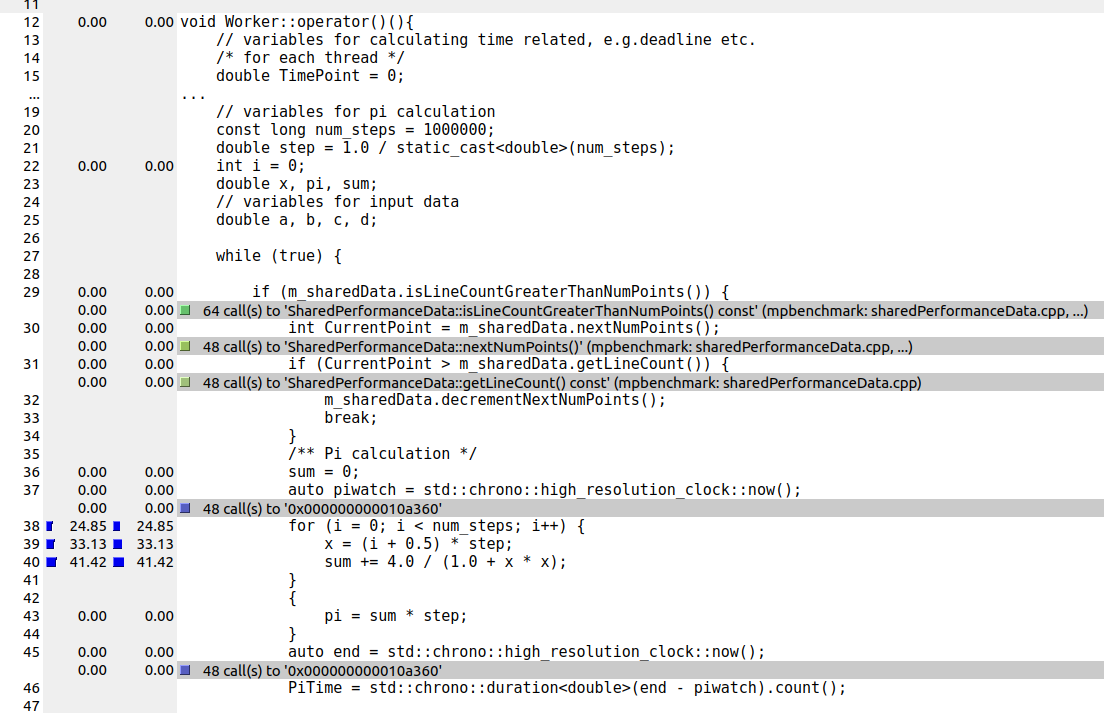 11
12 0.00 0.00 void Worker::operator()(){
13 // variables for calculating time related, e.g.deadline etc.
14 /* for each thread */
15 double TimePoint = 0;
... ...
19 // variables for pi calculation
20 const long num_steps = 1000000;
21 double step = 1.0 / static_cast<double>(num_steps);
22 0.00 0.00 int i = 0;
23 double x, pi, sum;
24 // variables for input data
25 double a, b, c, d;
26
27 while (true) {
28
29 0.00 0.00 if (m_sharedData.isLineCountGreaterThanNumPoints()) {
0.00 0.00 64 call(s) to 'SharedPerformanceData::isLineCountGreaterThanNumPoints() const' (mpbenchmark: sharedPerformanceData.cpp, ...)
30 0.00 0.00 int CurrentPoint = m_sharedData.nextNumPoints();
0.00 0.00 48 call(s) to 'SharedPerformanceData::nextNumPoints()' (mpbenchmark: sharedPerformanceData.cpp, ...)
31 0.00 0.00 if (CurrentPoint > m_sharedData.getLineCount()) {
0.00 0.00 48 call(s) to 'SharedPerformanceData::getLineCount() const' (mpbenchmark: sharedPerformanceData.cpp)
32 m_sharedData.decrementNextNumPoints();
33 break;
34 }
35 /** Pi calculation */
36 0.00 0.00 sum = 0;
37 0.00 0.00 auto piwatch = std::chrono::high_resolution_clock::now();
0.00 0.00 48 call(s) to '0x000000000010a360'
38 24.85 24.85 for (i = 0; i < num_steps; i++) {
39 33.13 33.13 x = (i + 0.5) * step;
40 41.42 41.42 sum += 4.0 / (1.0 + x * x);
41 }
42 {
43 0.00 0.00 pi = sum * step;
44 }
45 0.00 0.00 auto end = std::chrono::high_resolution_clock::now();
0.00 0.00 48 call(s) to '0x000000000010a360'
46 PiTime = std::chrono::duration<double>(end - piwatch).count();
47